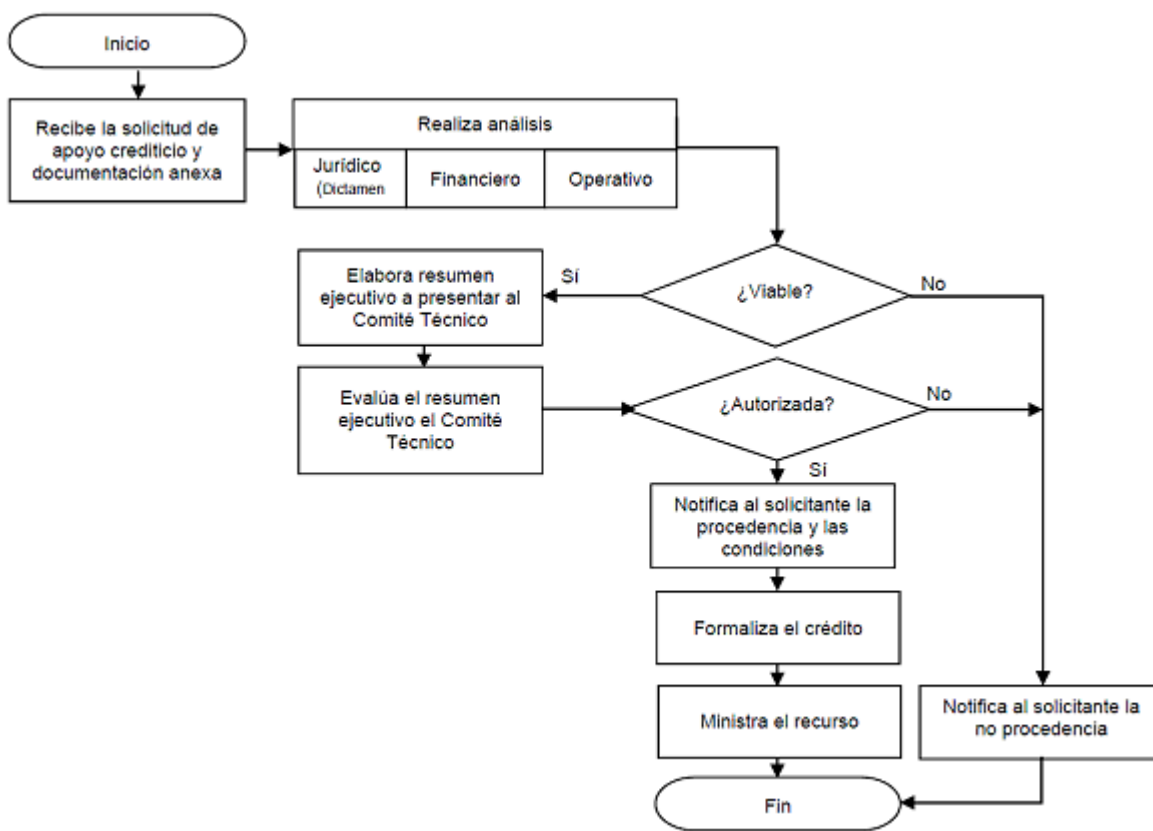 Inicio
Recibe la solicitud de
apoyo crediticio y
documentación anexa
Realiza análisis
Jurídico
(Dictamen
Financiero
Operativo
¿Viable?
Sí
No
Elabora resumen
ejecutivo a presentar al
Comité Técnico
Evalúa el resumen
ejecutivo el Comité
Técnico
¿Autorizada?
No
Sí
Notifica al solicitante la
procedencia y las
condiciones
Formaliza el crédito
Ministra el recurso
Notifica al solicitante la
no procedencia
Fin